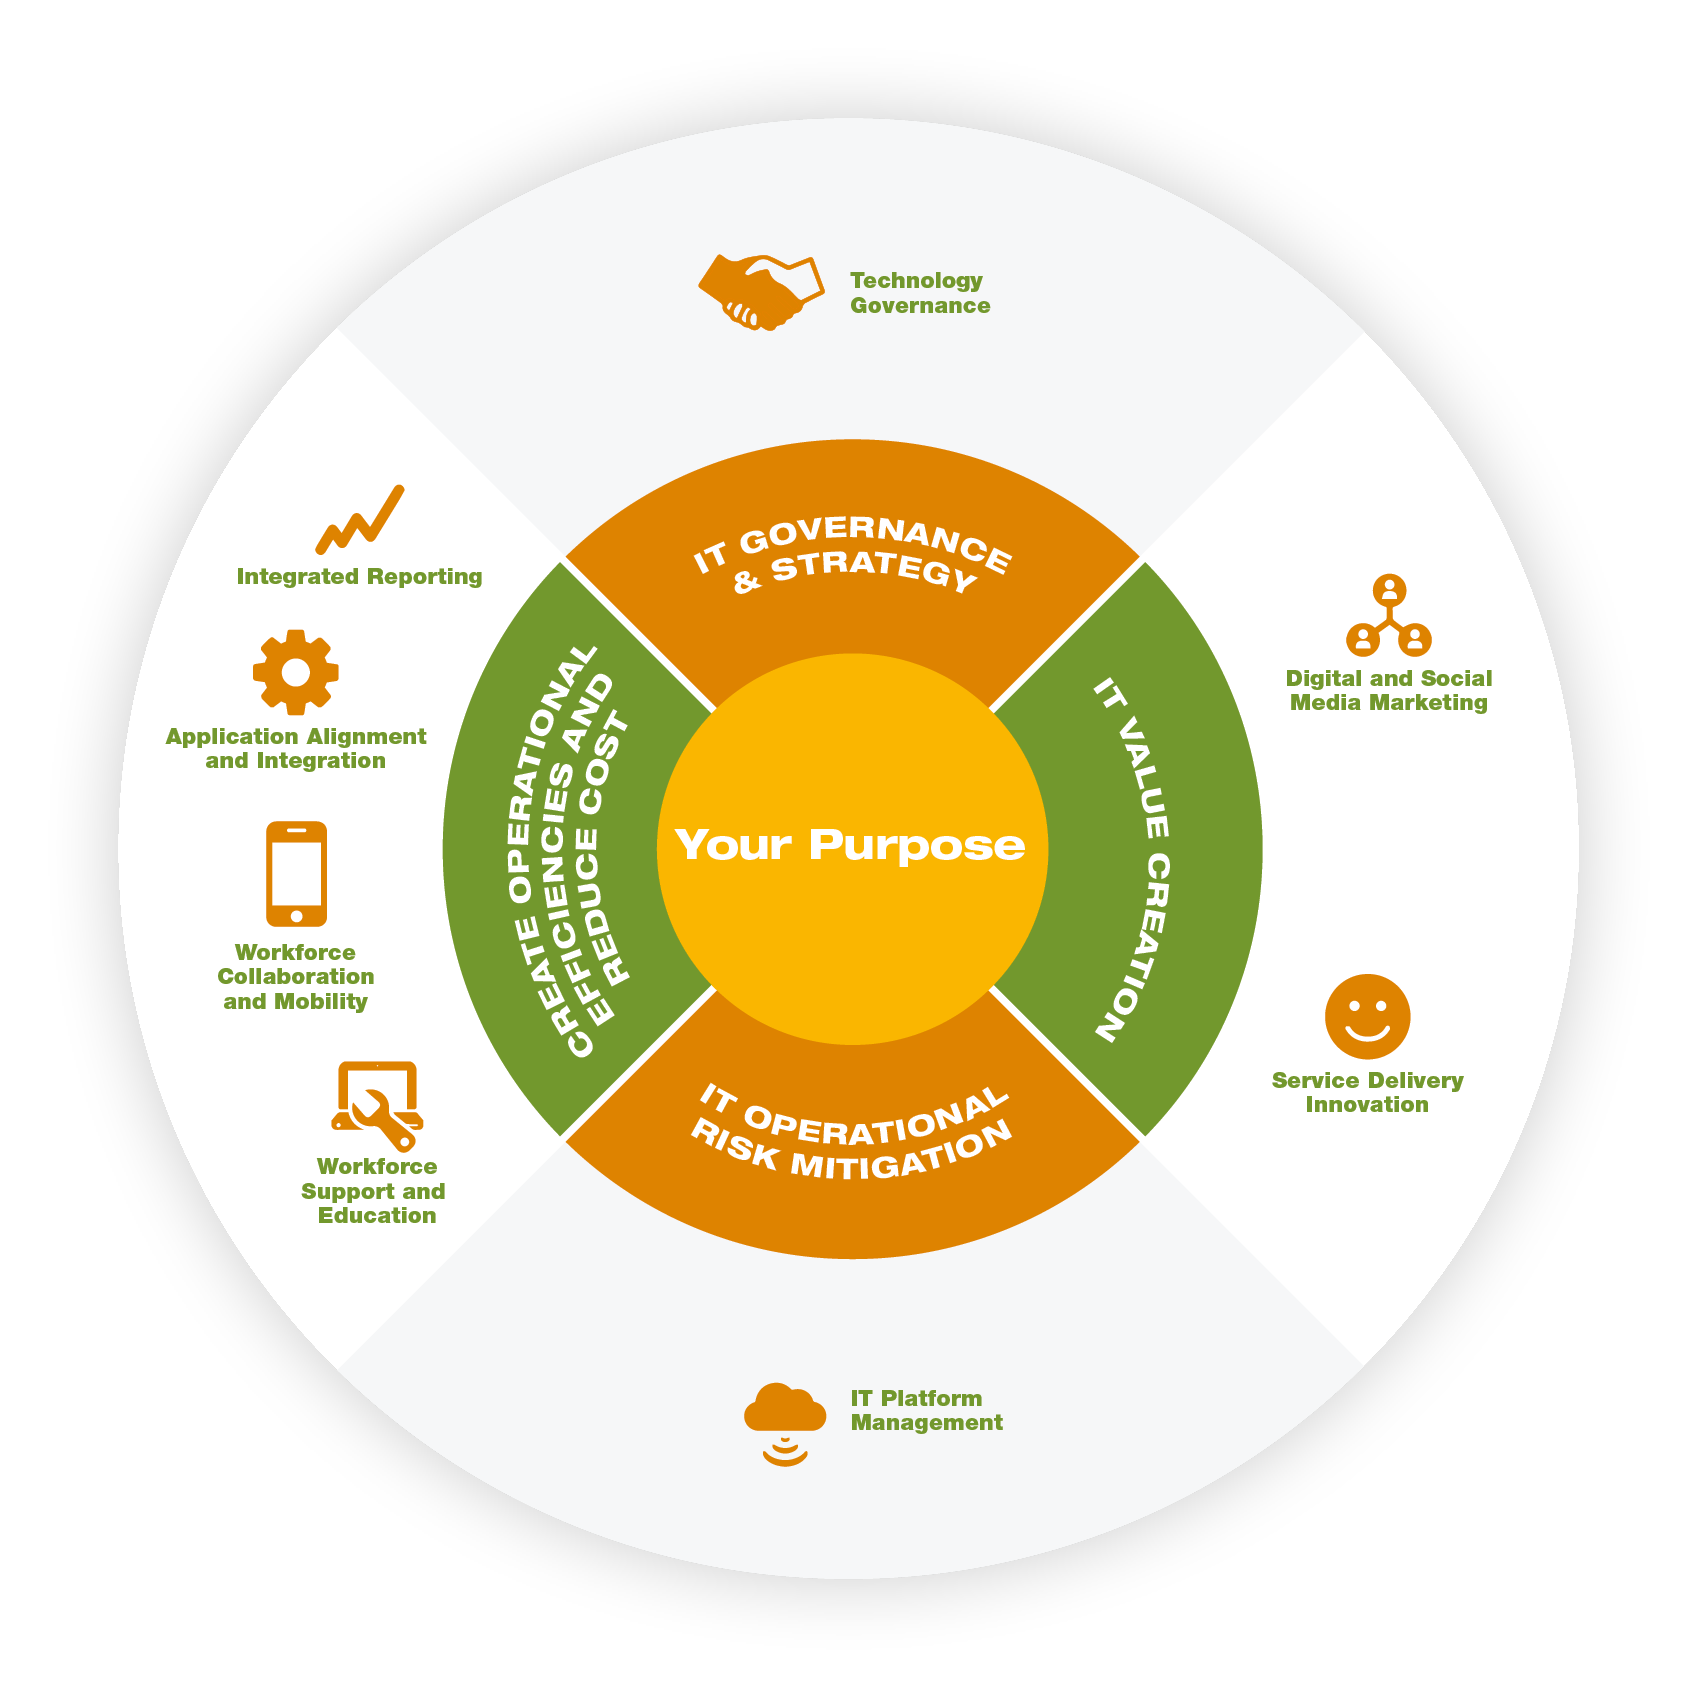 Technology
Governance
IT GOVERNANCE
& STRATEGY
Integrated Reporting
Application Alignment
and Integration
Workforce
Collaboration
and Mobility
Workforce
Support and
Education
CREATE OPERATIONAL
EFFICIENCIES AND
REDUCE COST
Your Purpose
IT VALUE CREATION
Digital and Social
Media Marketing
Service Delivery
Innovation
IT OPERATIONAL
RISK MITIGATION
IT Platform
Management